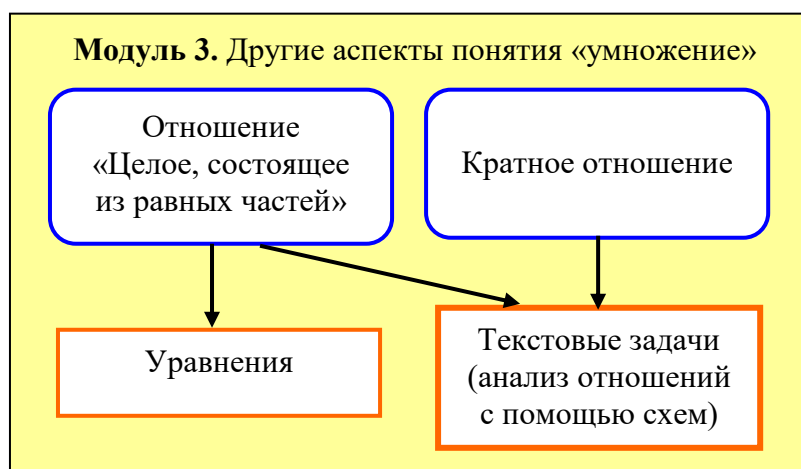 Модуль 3. Другие аспекты понятия «умножение»
Отношение
«Целое, состоящее
из равных частей»
Кратное отношение
Уравнения
Текстовые задачи
(анализ отношений
с помощью схем)